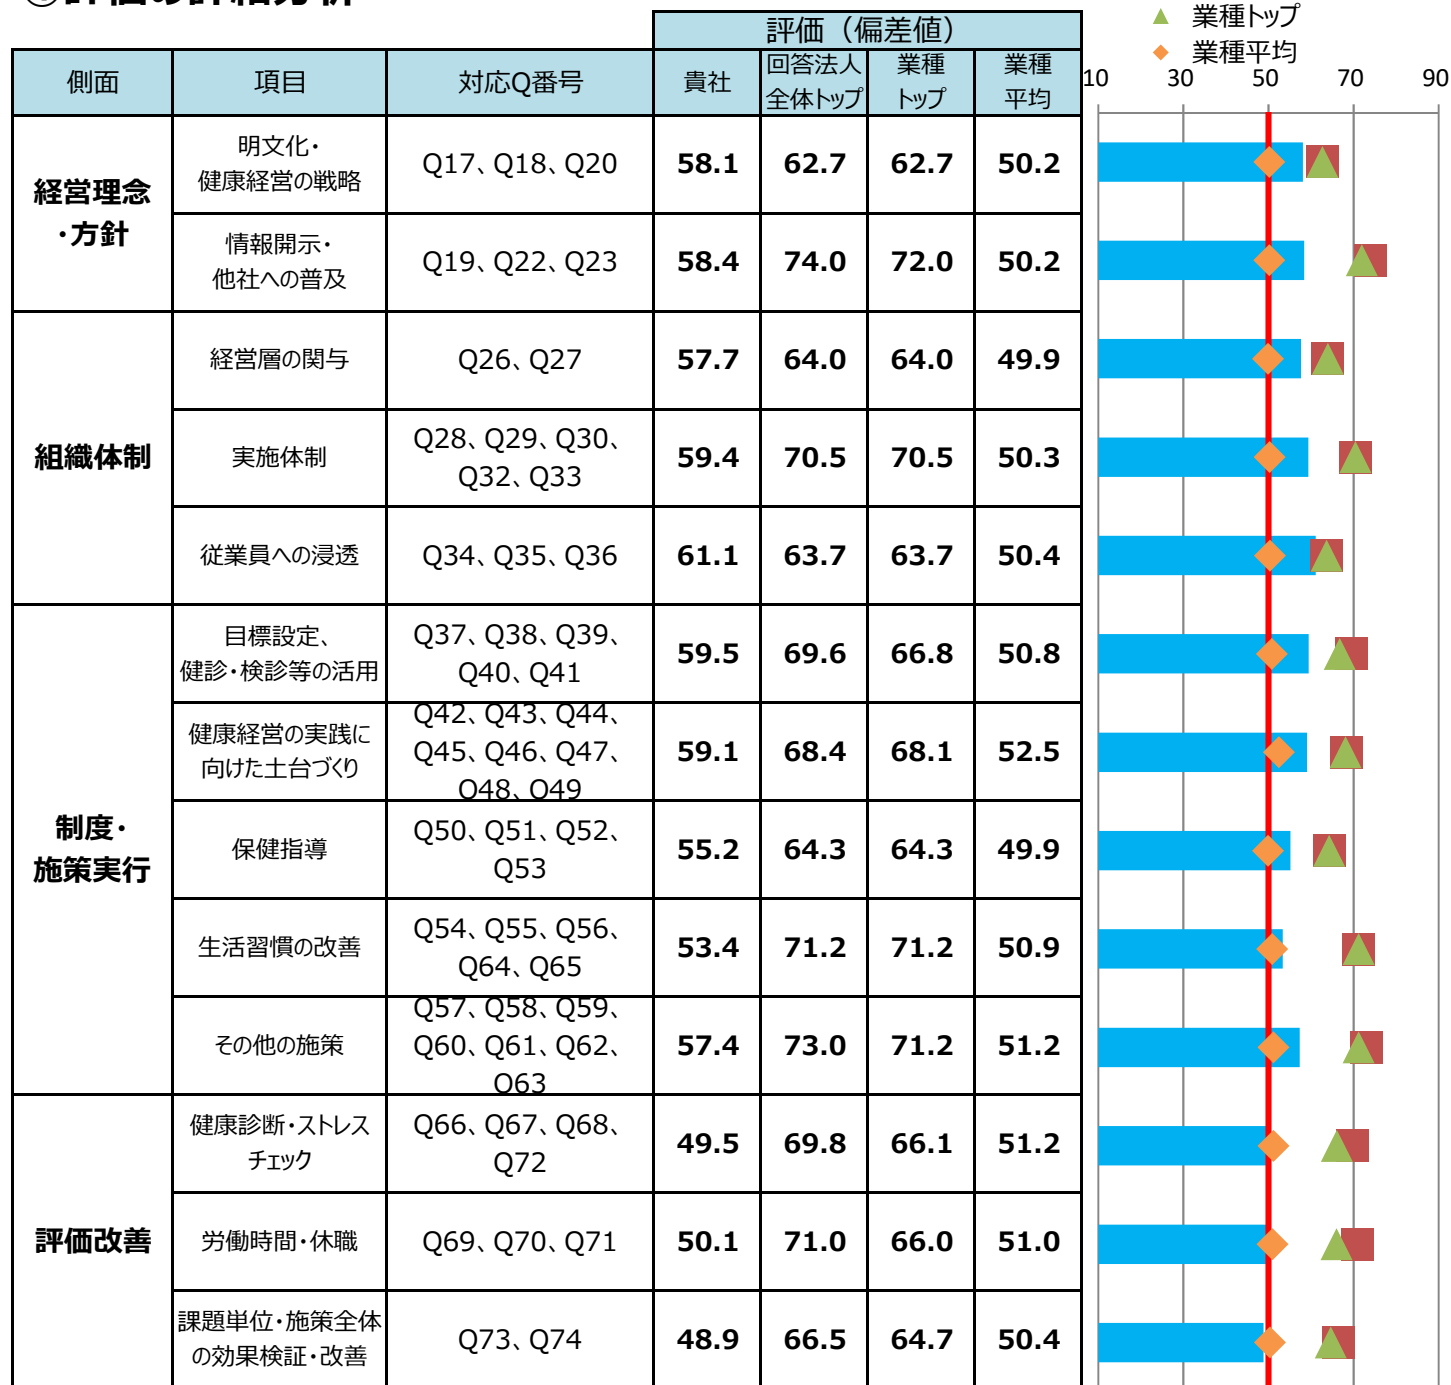 ▲ 業種トップ
評価（偏差値）
◆ 業種平均
側面 項目 対応Q番号 貴社 回答法人 業種 業種
全体トップ トップ 平均
10 30 50 70 90
経営理念
・方針
明文化・
健康経営の戦略
Q17、Q18、Q20 58.1 62.7 62.7 50.2
情報開示・
他社への普及
Q19、Q22、Q23 58.4 74.0 72.0 50.2
組織体制
経営層の関与 Q26、Q27 57.7 64.0 64.0 49.9
実施体制
Q28、Q29、Q30、
Q32、Q33
59.4 70.5 70.5 50.3
従業員への浸透 Q34、Q35、Q36 61.1 63.7 63.7 50.4
制度・
施策実行
目標設定、
健診・検診等の活用
Q37、Q38、Q39、
Q40、Q41
59.5 69.6 66.8 50.8
健康経営の実践に
向けた土台づくり
Q42、Q43、Q44、
Q45、Q46、Q47、
Q48、Q49
59.1 68.4 68.1 52.5
保健指導
Q50、Q51、Q52、
Q53
55.2 64.3 64.3 49.9
生活習慣の改善
Q54、Q55、Q56、
Q64、Q65
53.4 71.2 71.2 50.9
その他の施策
Q57、Q58、Q59、
Q60、Q61、Q62、
Q63
57.4 73.0 71.2 51.2
評価改善
健康診断・ストレス
チェック
Q66、Q67、Q68、
Q72
49.5 69.8 66.1 51.2
労働時間・休職 Q69、Q70、Q71 50.1 71.0 66.0 51.0
課題単位・施策全体
の効果検証・改善
Q73、Q74 48.9 66.5 64.7 50.4